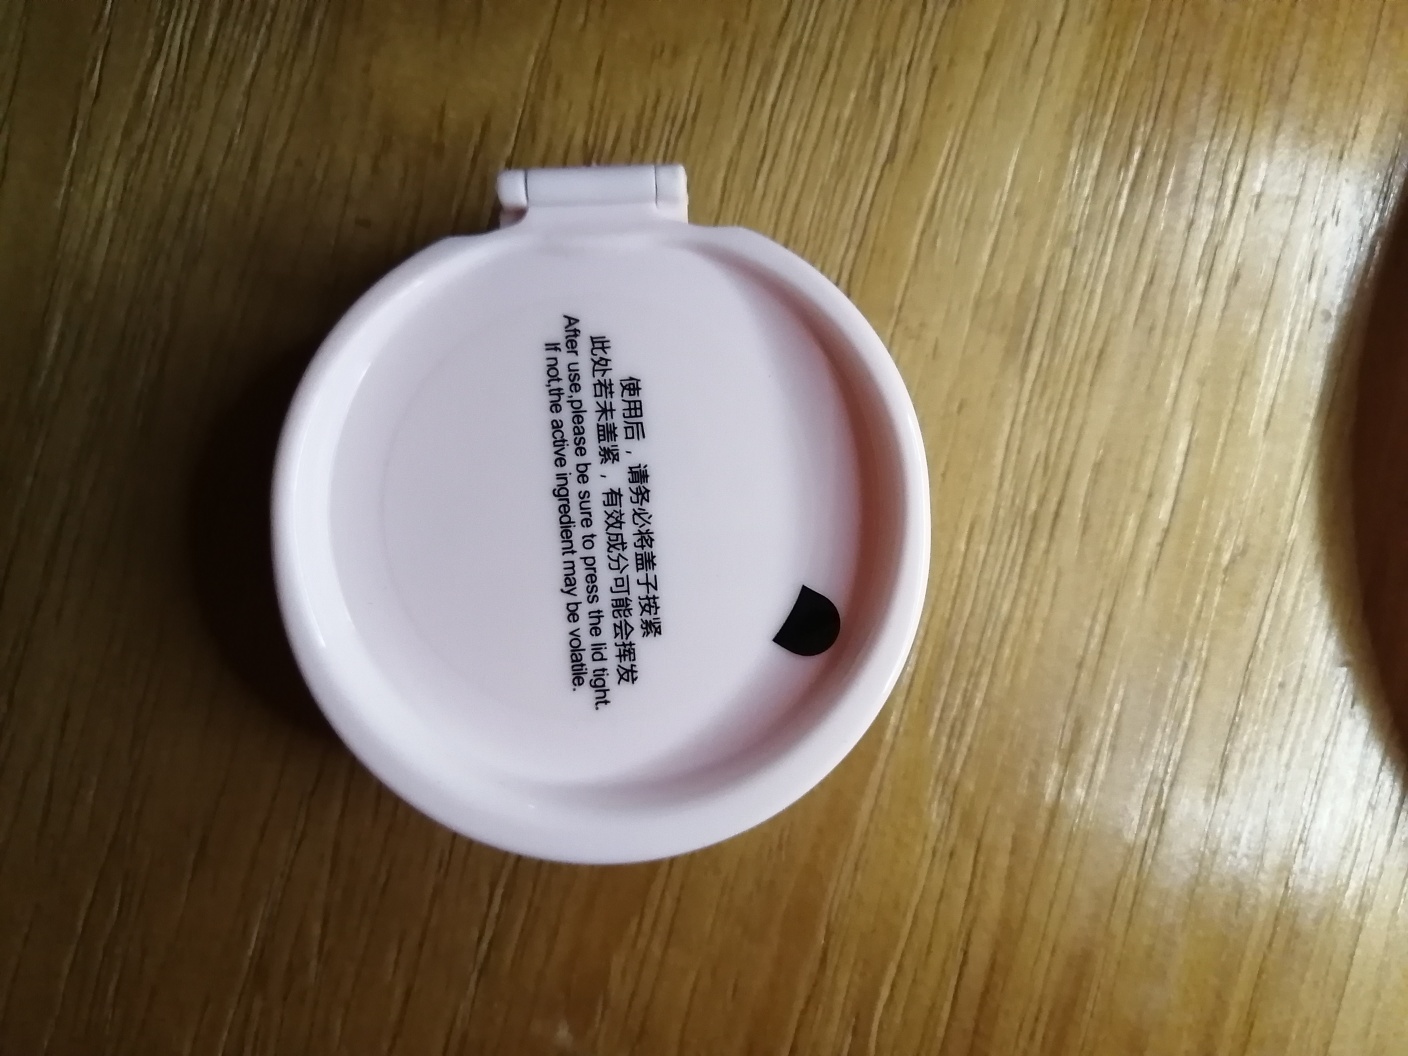 使用后，请务必将盖子按紧
此处若未盖紧，有效成分可能会挥发
After use,please be sure to press the lid tight.
If not,the active ingredient may be volatile.